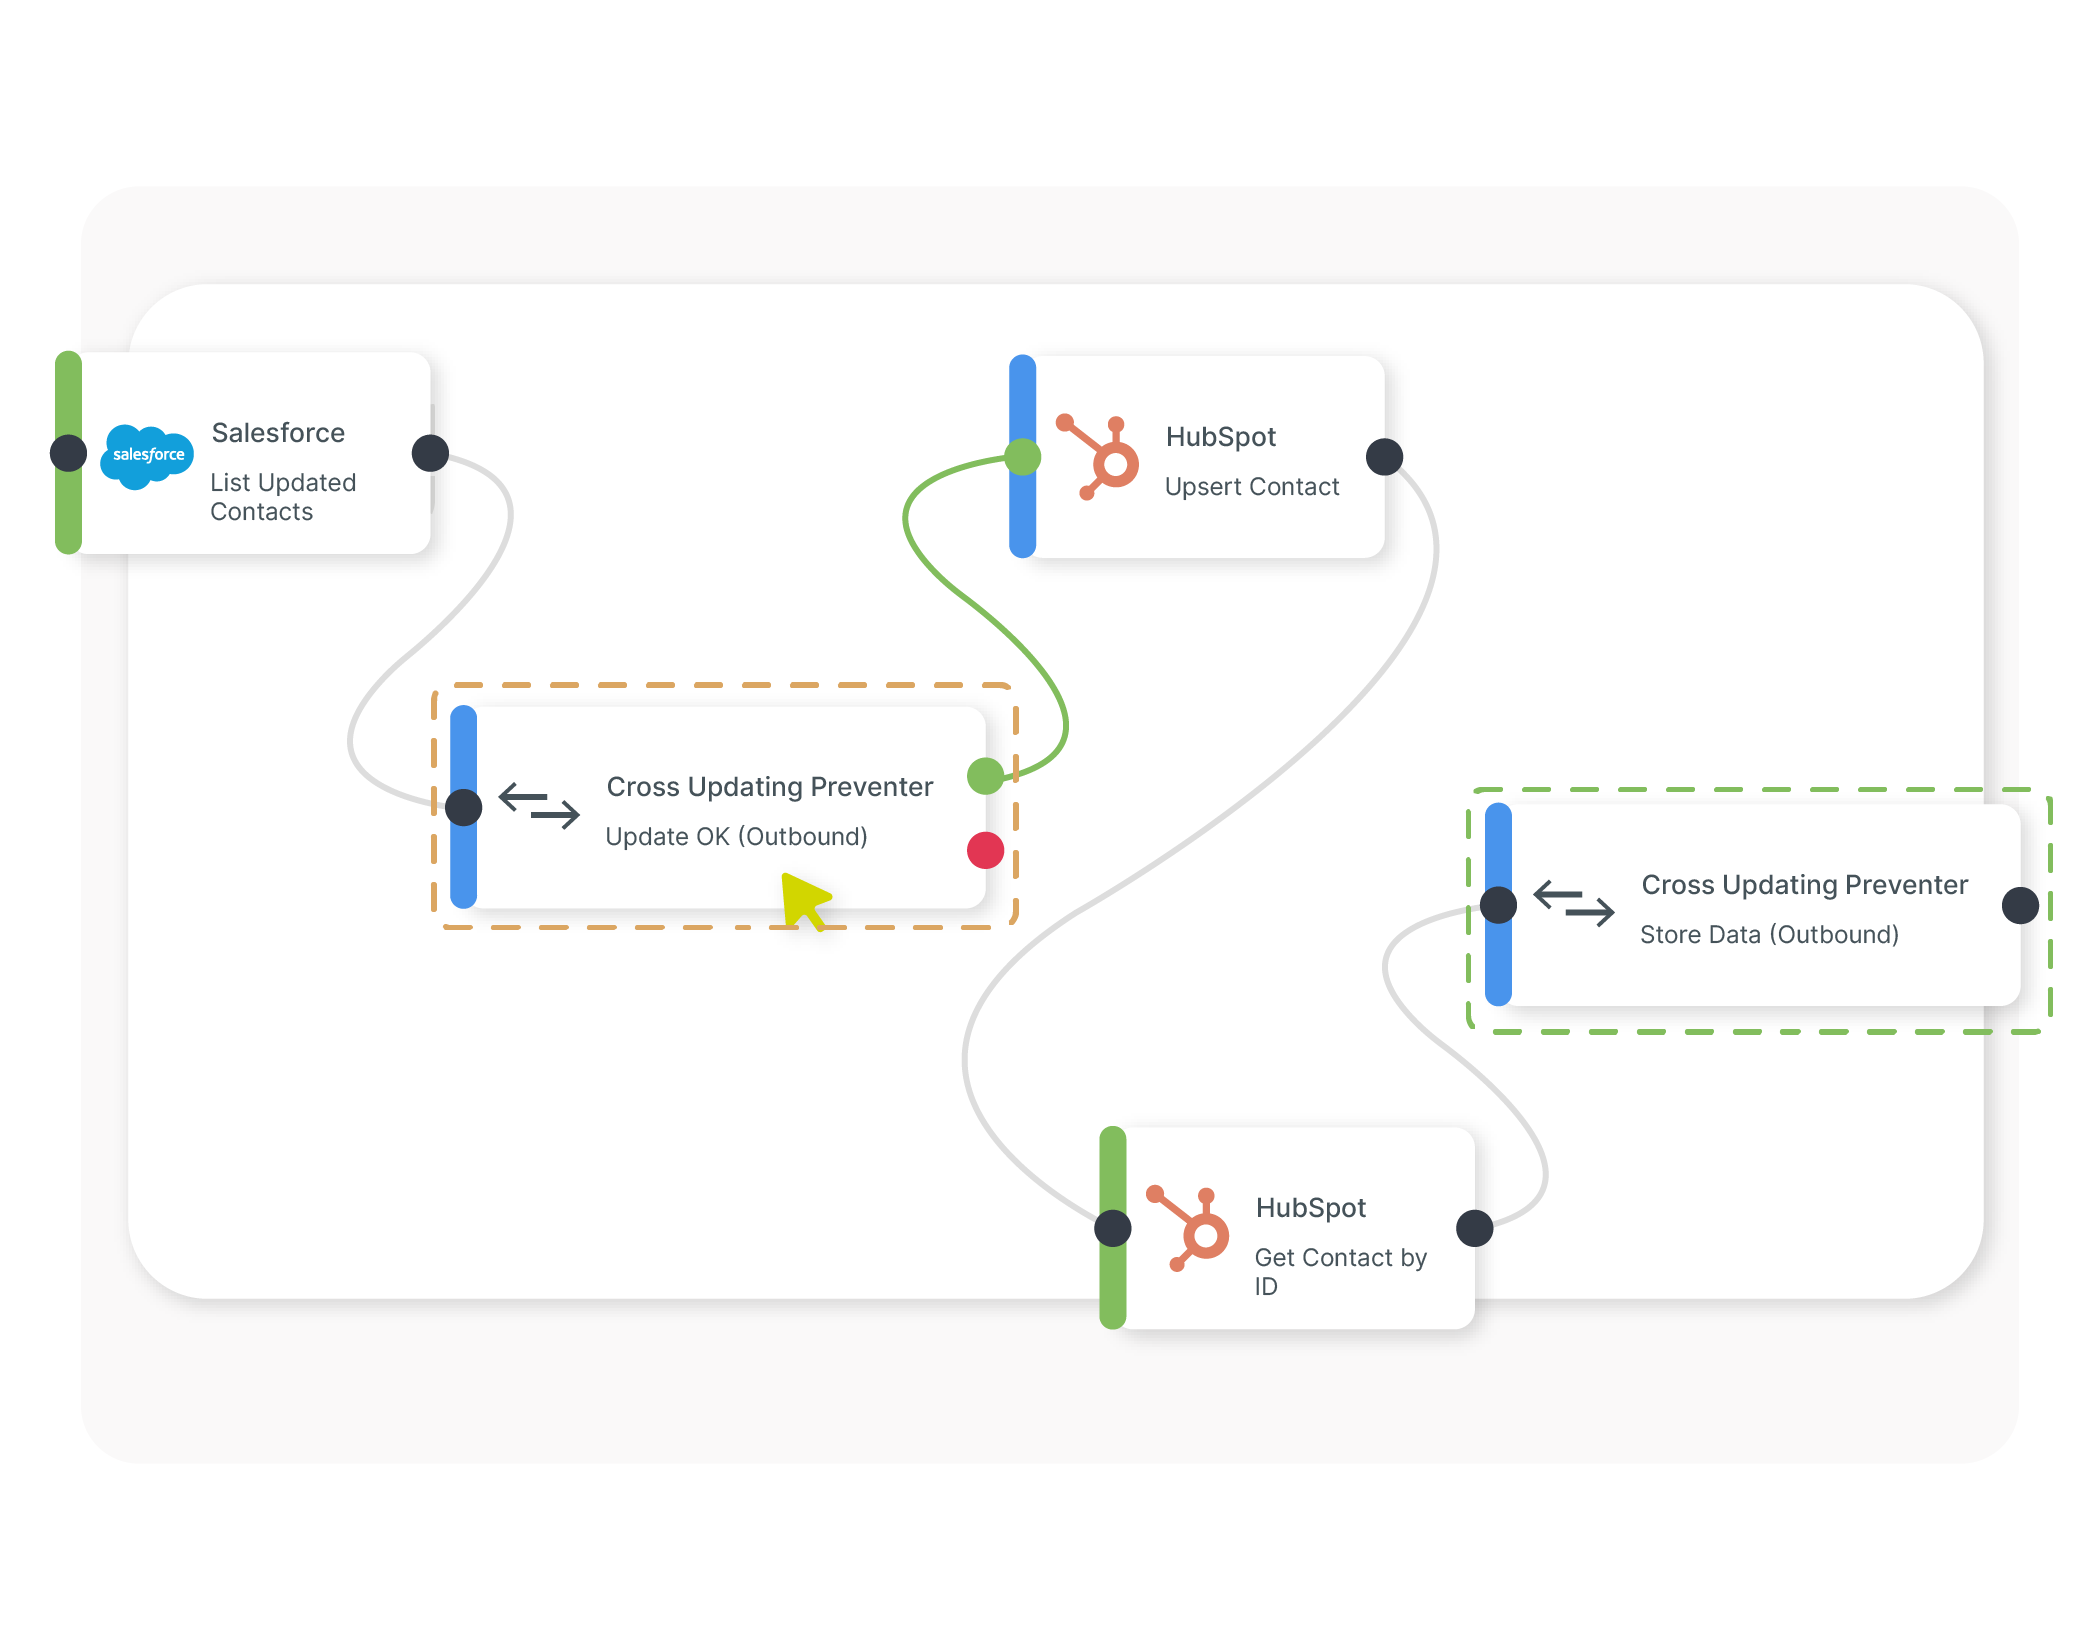 salesforce
Salesforce
List Updated
Contacts
HubSpot
Upsert Contact
Cross Updating Preventer
Update OK (Outbound)
Cross Updating Preventer
Store Data (Outbound)
HubSpot
Get Contact by
ID